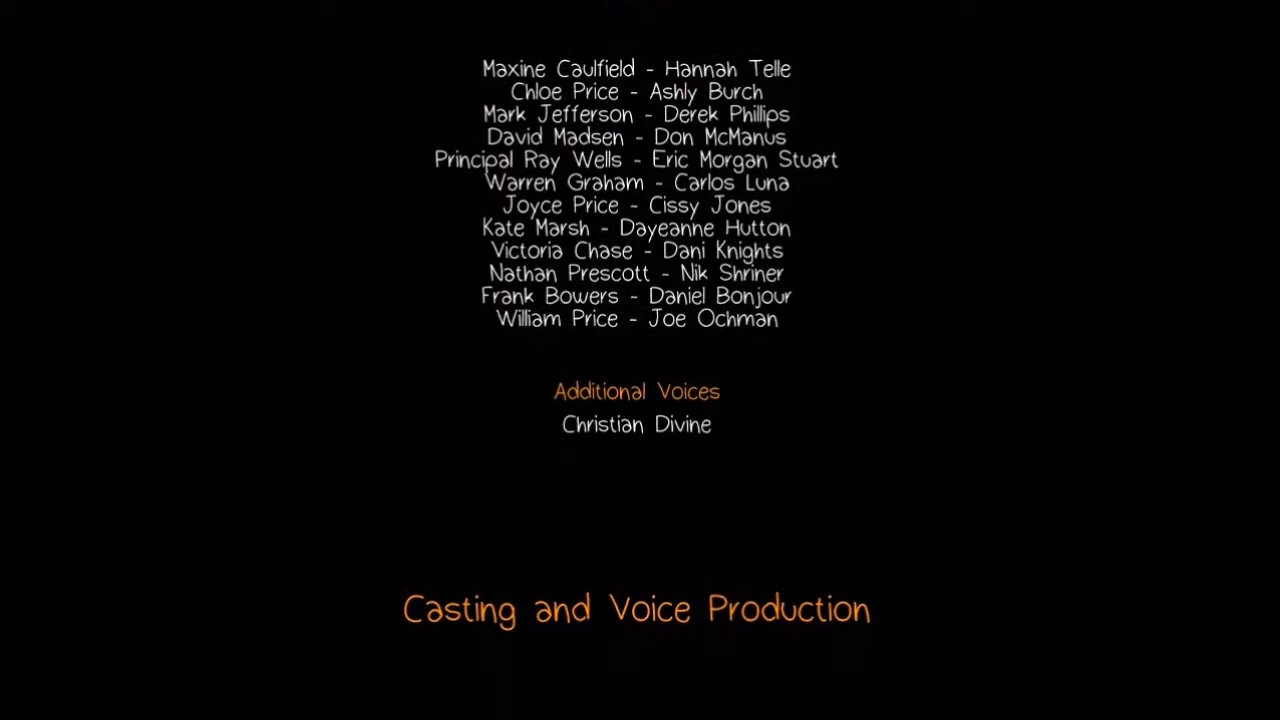 Maxine Caulfield - Hannah Telle
Chloe Price - Ashly Burch
Mark Jefferson - Derek Phillips
David Madsen - Don McManus
Principal Ray Wells - Eric Morgan Stuart
Warren Graham - Carlos Luna
Joyce Price - Cissy Jones
Kate Marsh - Dayeanne Hutton
Victoria Chase - Dani Knights
Nathan Prescott - Nik Shriner
Frank Bowers - Daniel Bonjour
William Price - Joe Ochman
Additional Voices
Christian Divine
Casting and Voice Production